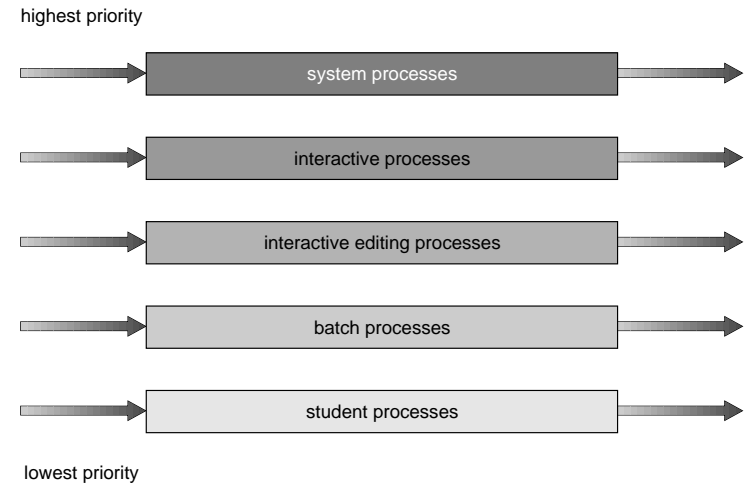 highest priority
system processes
interactive processes
interactive editing processes
batch processes
student processes
lowest priority